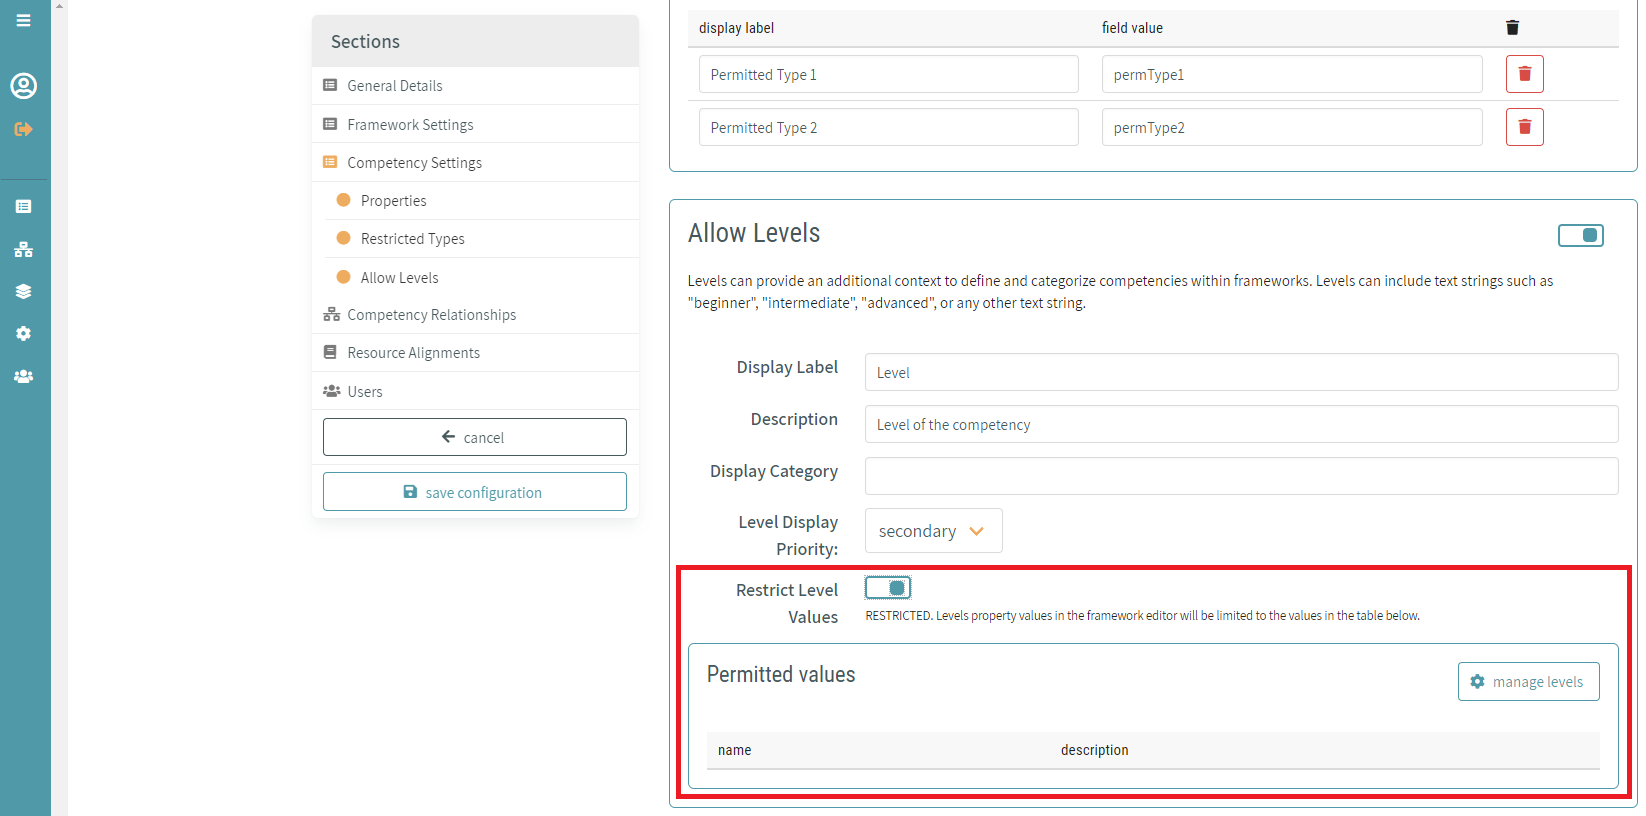 Sections
General Details
Framework Settings
Competency Settings
Properties
Restricted Types
Allow Levels
Competency Relationships
Resource Alignments
Users
cancel
save configuration
display label field value
Permitted Type 1 permType1
Permitted Type 2 permType2
Allow Levels
Levels can provide an additional context to define and categorize competencies within frameworks. Levels can include text strings such as
"beginner", "intermediate", "advanced", or any other text string.
Display Label Level
Description Level of the competency
Display Category
Level Display
Priority: secondary
Restrict Level
Values RESTRICTED. Levels property values in the framework editor will be limited to the values in the table below.
Permitted values
manage levels
name description